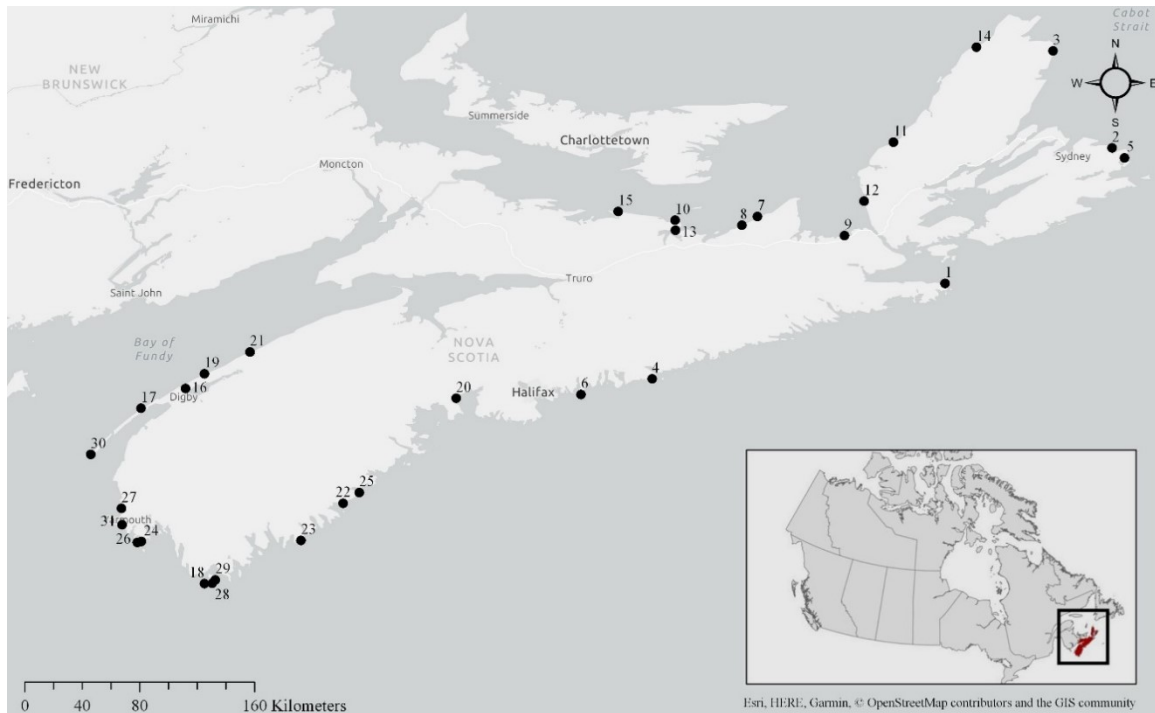 Cabot
Strait
Miramichi
14
3
N
W
E
S
NEW
BRUNSWICK
Summerside
Charlottetown
11
2
Sydney
5
Moncton
Fredericton
12
15
10
7
8
13
9
Truro
1
Saint John
Bay of
Fundy
21
NOVA
SCOTIA
19
4
16
Digby
20
Halifax
6
17
30
25
22
27
31
24
26
23
29
18
28
0
40
80
160 Kilometers
Esri, HERE, Garmin, © OpenStreetMap contributors and the GIS community